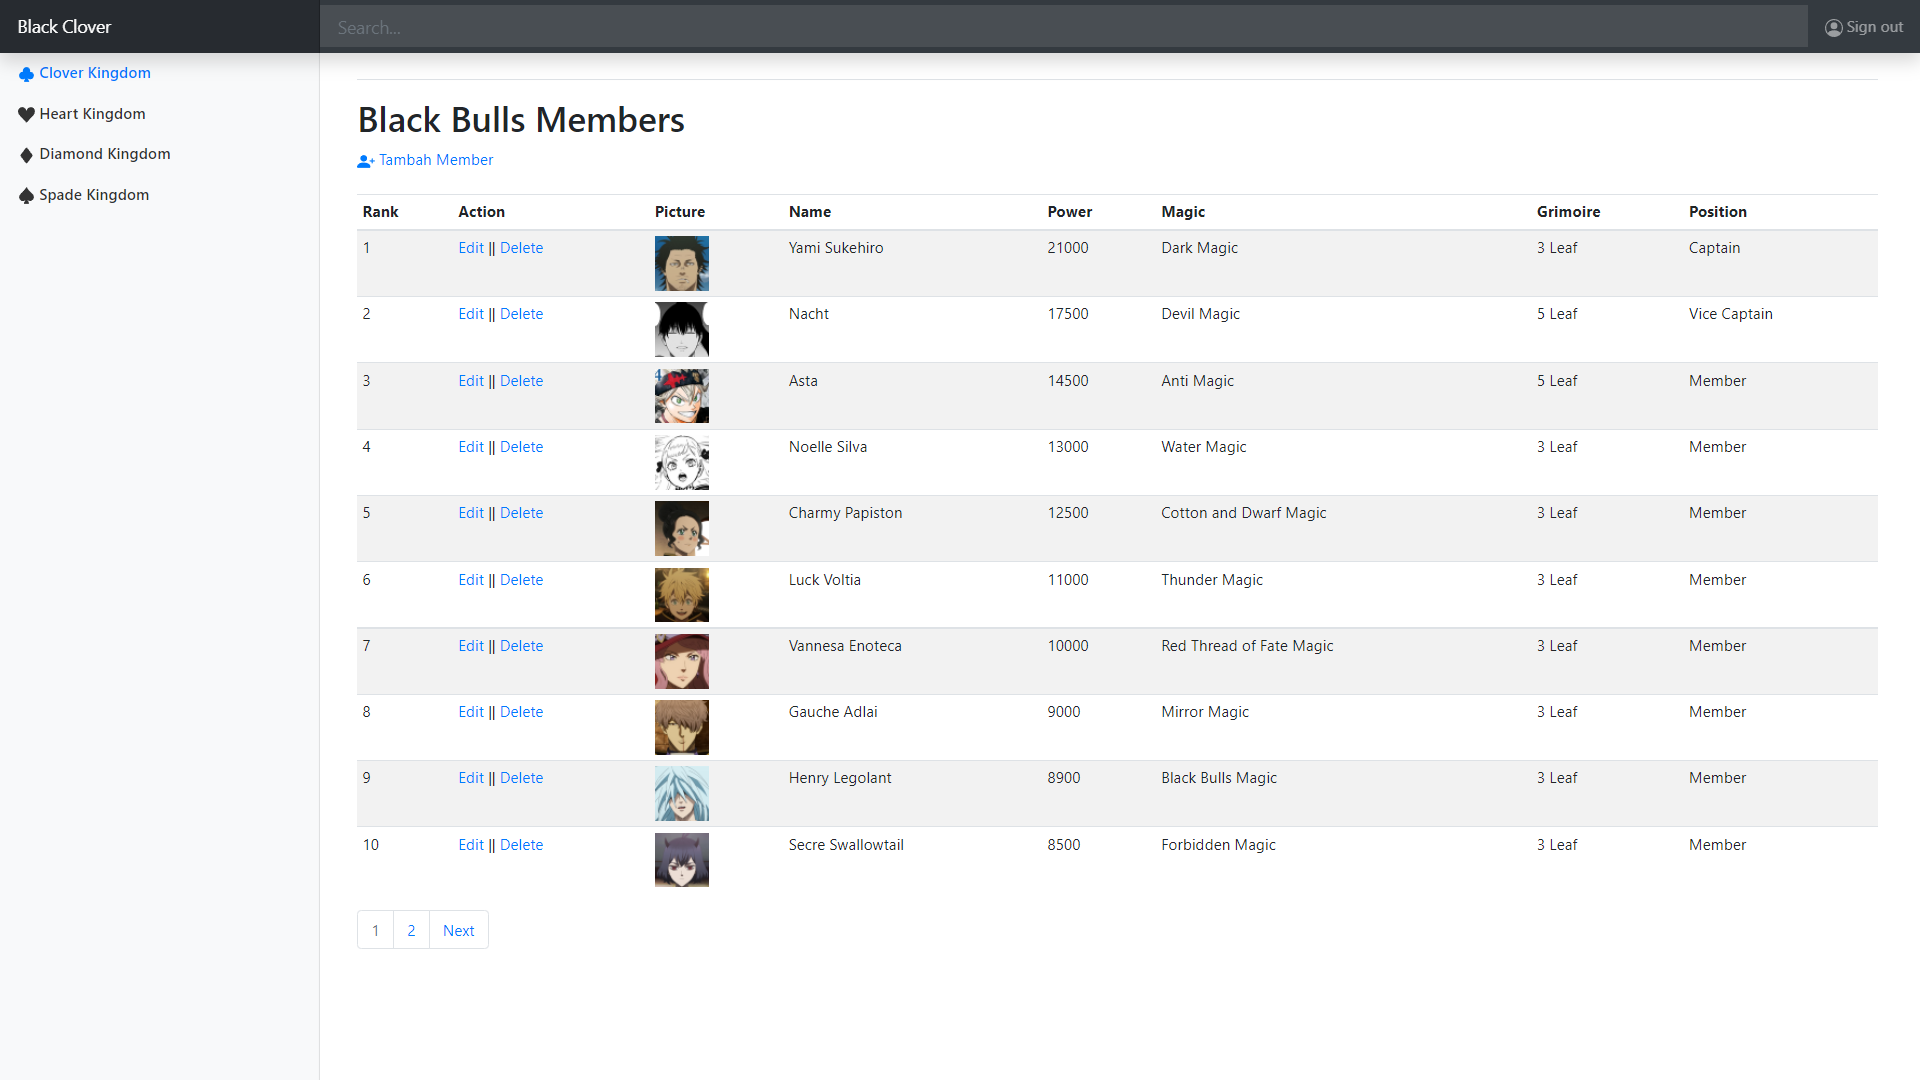 Black Clover
Search...
Sign out
Clover Kingdom
Heart Kingdom
Diamond Kingdom
Spade Kingdom
Black Bulls Members
Tambah Member
Rank Action Picture Name Power Magic Grimoire Position
1 Edit || Delete Yami Sukehiro 21000 Dark Magic 3 Leaf Captain
2 Edit || Delete Nacht 17500 Devil Magic 5 Leaf Vice Captain
3 Edit || Delete Asta 14500 Anti Magic 5 Leaf Member
4 Edit || Delete Noelle Silva 13000 Water Magic 3 Leaf Member
5 Edit || Delete Charmy Papiston 12500 Cotton and Dwarf Magic 3 Leaf Member
6 Edit || Delete Luck Voltia 11000 Thunder Magic 3 Leaf Member
7 Edit || Delete Vannesa Enoteca 10000 Red Thread of Fate Magic 3 Leaf Member
8 Edit || Delete Gauche Adlai 9000 Mirror Magic 3 Leaf Member
9 Edit || Delete Henry Legolant 8900 Black Bulls Magic 3 Leaf Member
10 Edit || Delete Secre Swallowtail 8500 Forbidden Magic 3 Leaf Member
1 2 Next